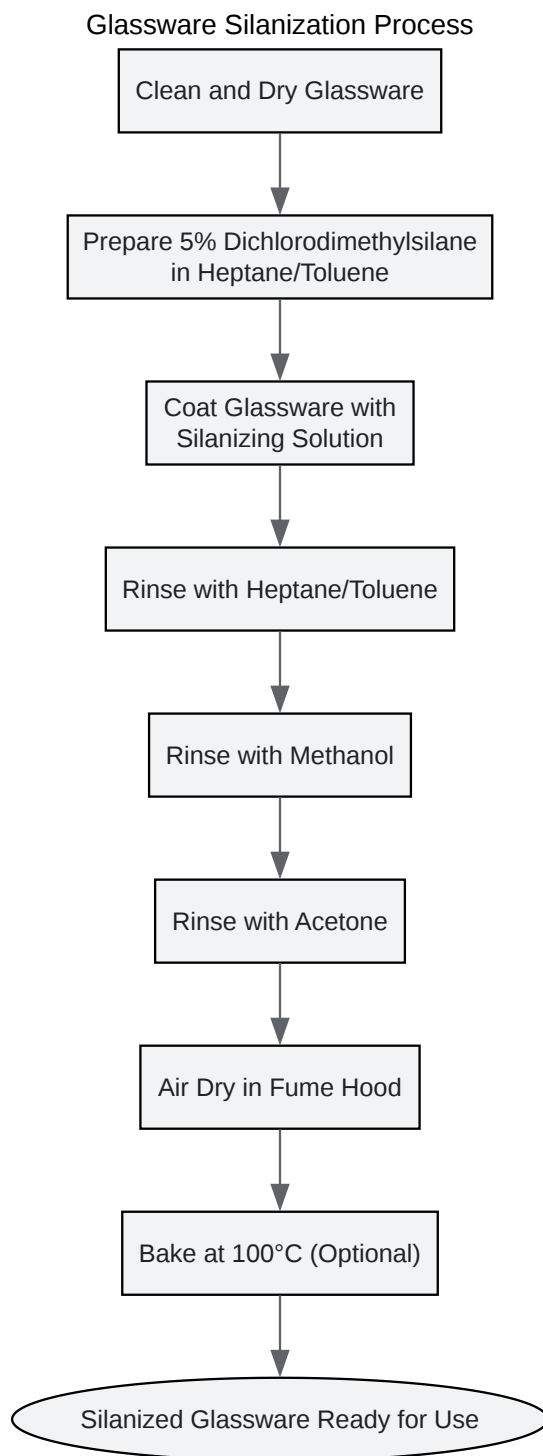 Glassware Silanization Process
Clean and Dry Glassware
Prepare 5% Dichlorodimethylsilane
in Heptane/Toluene
Coat Glassware with
Silanizing Solution
Rinse with Heptane/Toluene
Rinse with Methanol
Rinse with Acetone
Air Dry in Fume Hood
Bake at 100°C (Optional)
Silanized Glassware Ready for Use